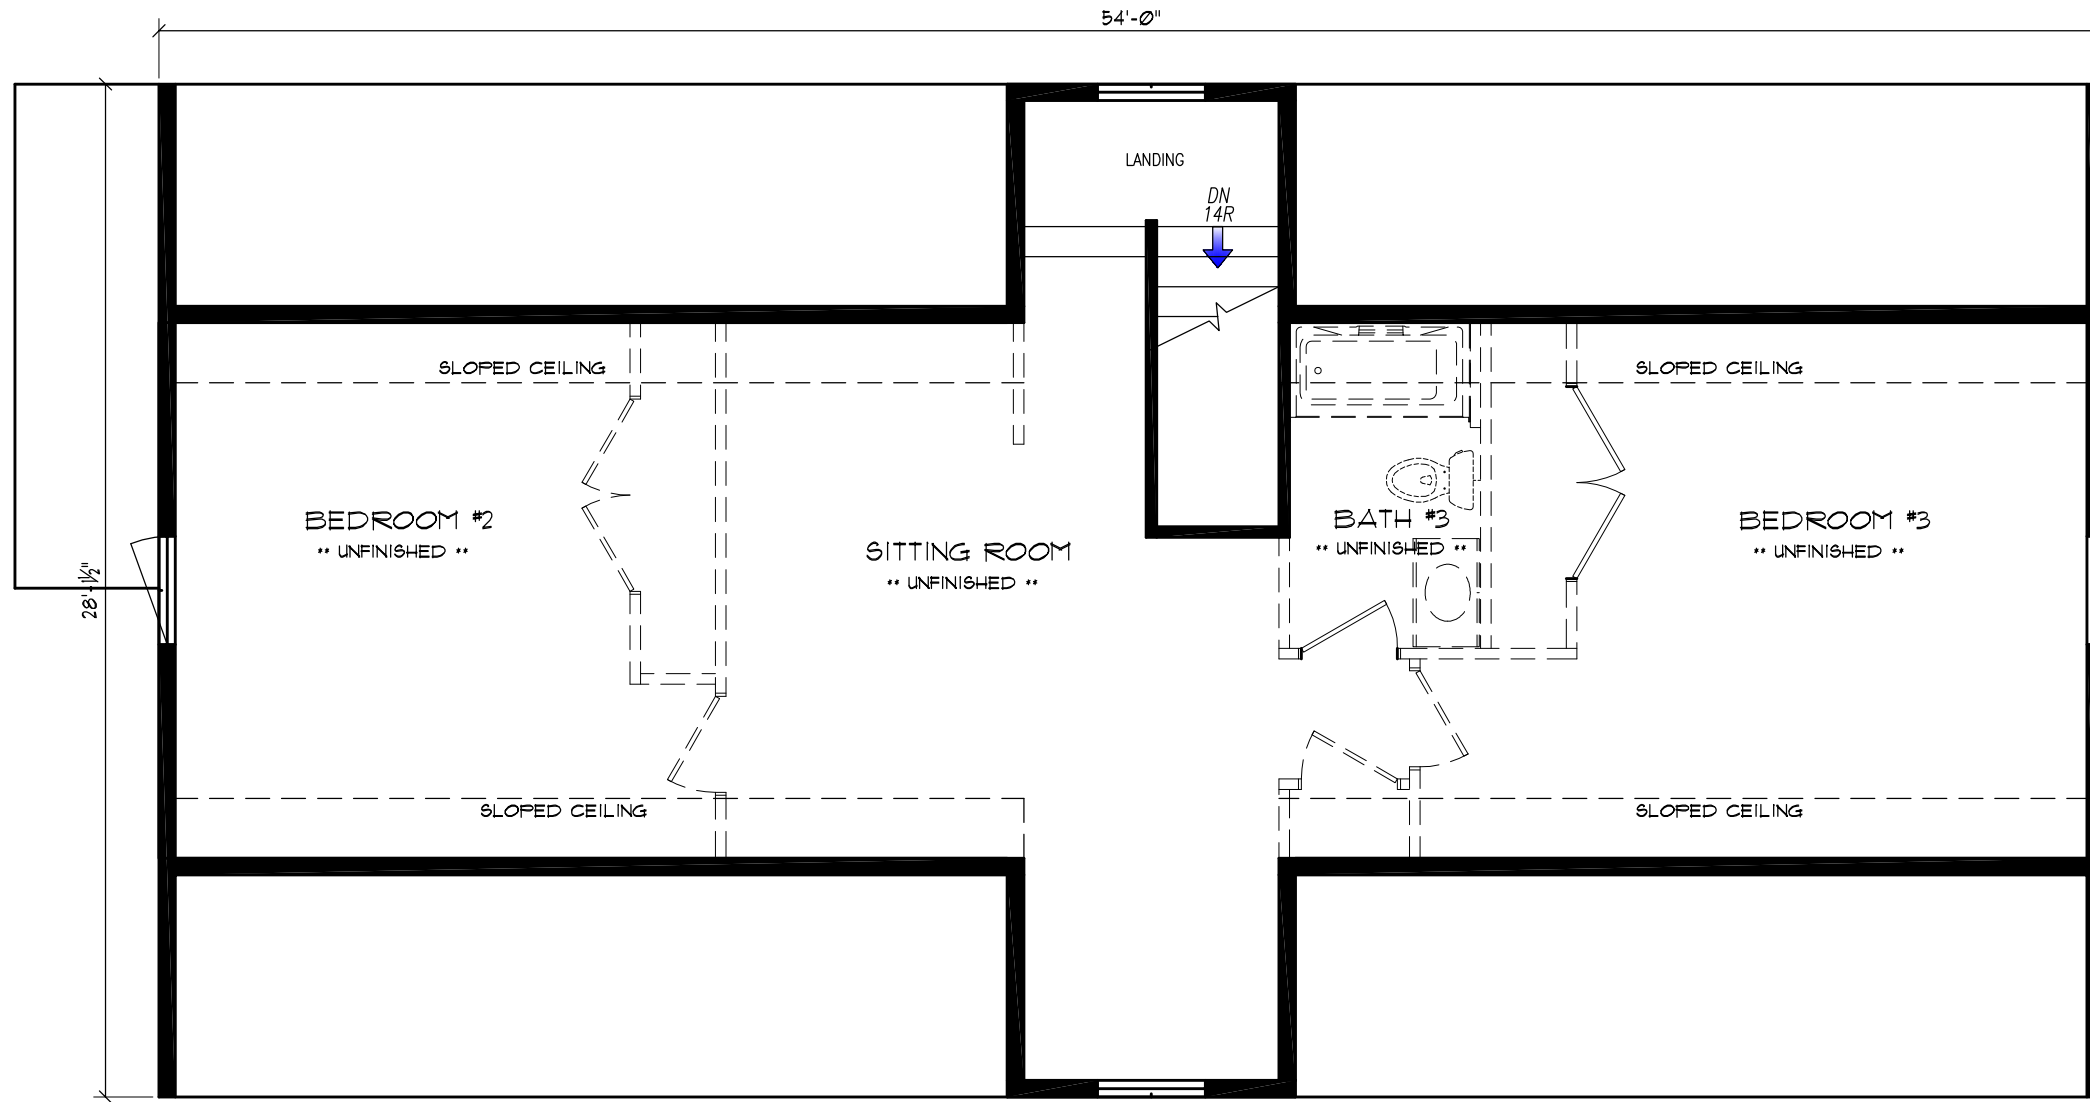 54'-0"
LANDING
DN
14R
SLOPED CEILING
SLOPED CEILING
BEDROOM #2
** UNFINISHED **
SITTING ROOM
** UNFINISHED **
BATH #3
** UNFINISHED **
BEDROOM #3
** UNFINISHED **
28'-1½"
SLOPED CEILING
SLOPED CEILING